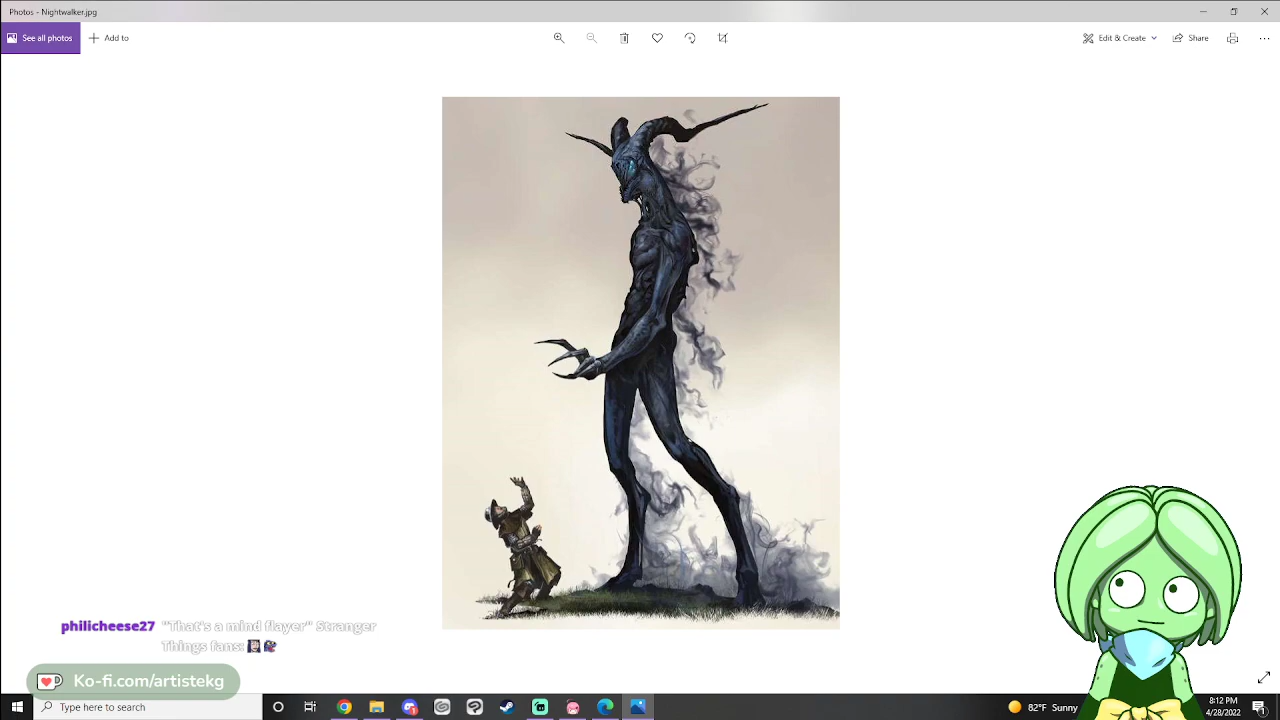 Photos - Nightwalker.jpg
See all photos
Add to
Edit & Create
Share
philicheese27 "That's a mind flayer" Stranger
Things fans:
Ko-fi.com/artistekg
Type here to search
82°F Sunny
8:12 PM
4/28/2022
1